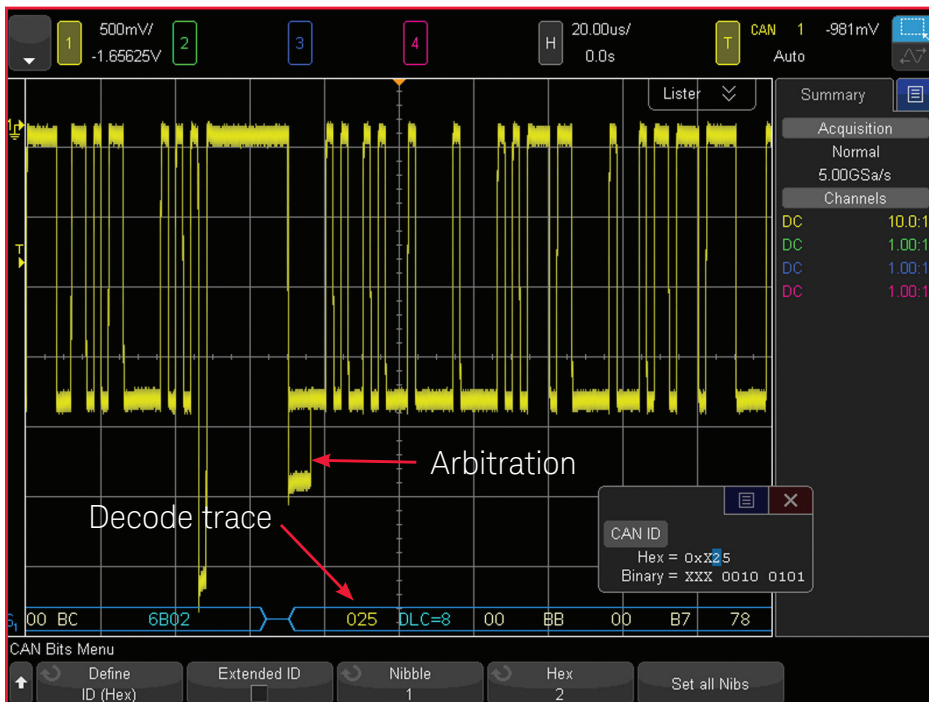 1 500mV/ 2 3 4 H 20.00us/ T CAN 1 -981mV
-1.65625V 0.0s Auto
Lister Summary
Acquisition
Normal
5.00GSa/s
Channels
DC 10.0:1
DC 1.00:1
DC 1.00:1
DC 1.00:1
T
Arbitration
Decode trace
CAN ID
Hex = 0xX25
Binary = XXX 0010 0101
00 BC 6B02 025 DLC=8 00 BB 00 B7 78
CAN Bits Menu
Define Extended ID Nibble Hex Set all Nibs
ID (Hex) 1 2